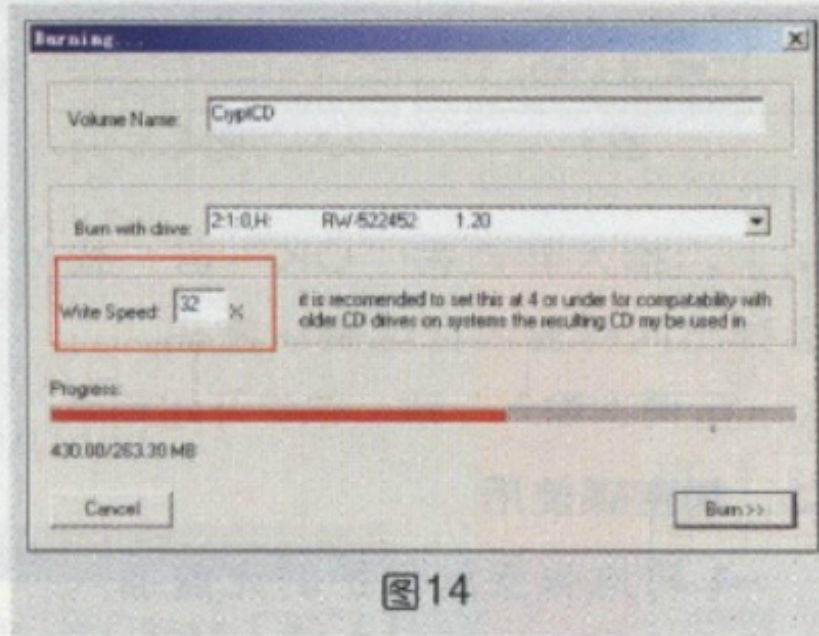 Burning...
Volume Name: CryptCD
Burn with drive: 2:1:0,H: RW-522452 1.20
Write Speed: 32 X
it is recomended to set this at 4 or under for compatability with
older CD drives on systems the resulting CD my be used in
Progress:
430.00/263.30 MB
Cancel
Burn>>
图14